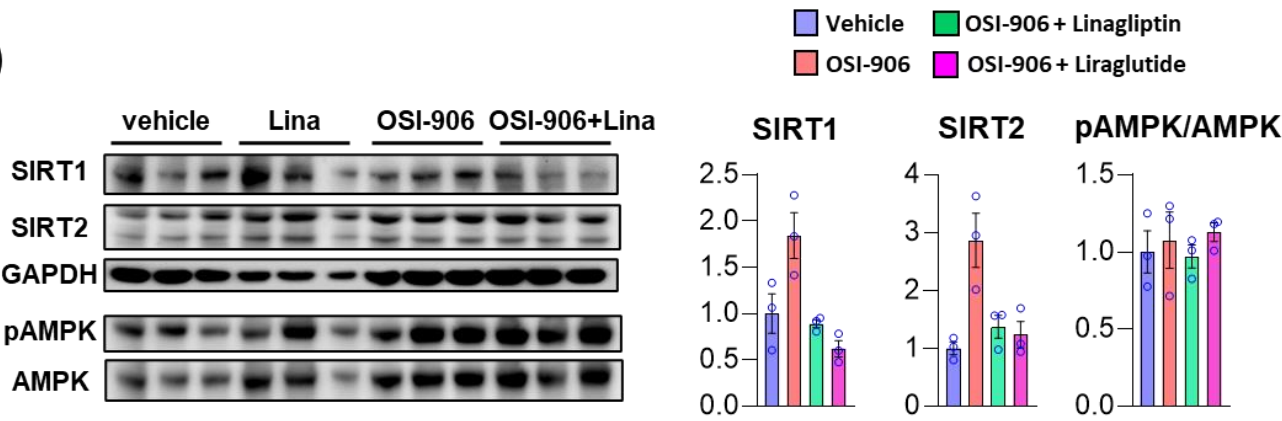 )
Vehicle
OSI-906 + Linagliptin
OSI-906
OSI-906 + Liraglutide
vehicle Lina OSI-906 OSI-906+Lina
SIRT1
SIRT2
GAPDH
pAMPK
AMPK
SIRT1
2.5
2.0
1.5
1.0
0.5
0.0
SIRT2
4
3
2
1
0
pAMPK/AMPK
1.5
1.0
0.5
0.0